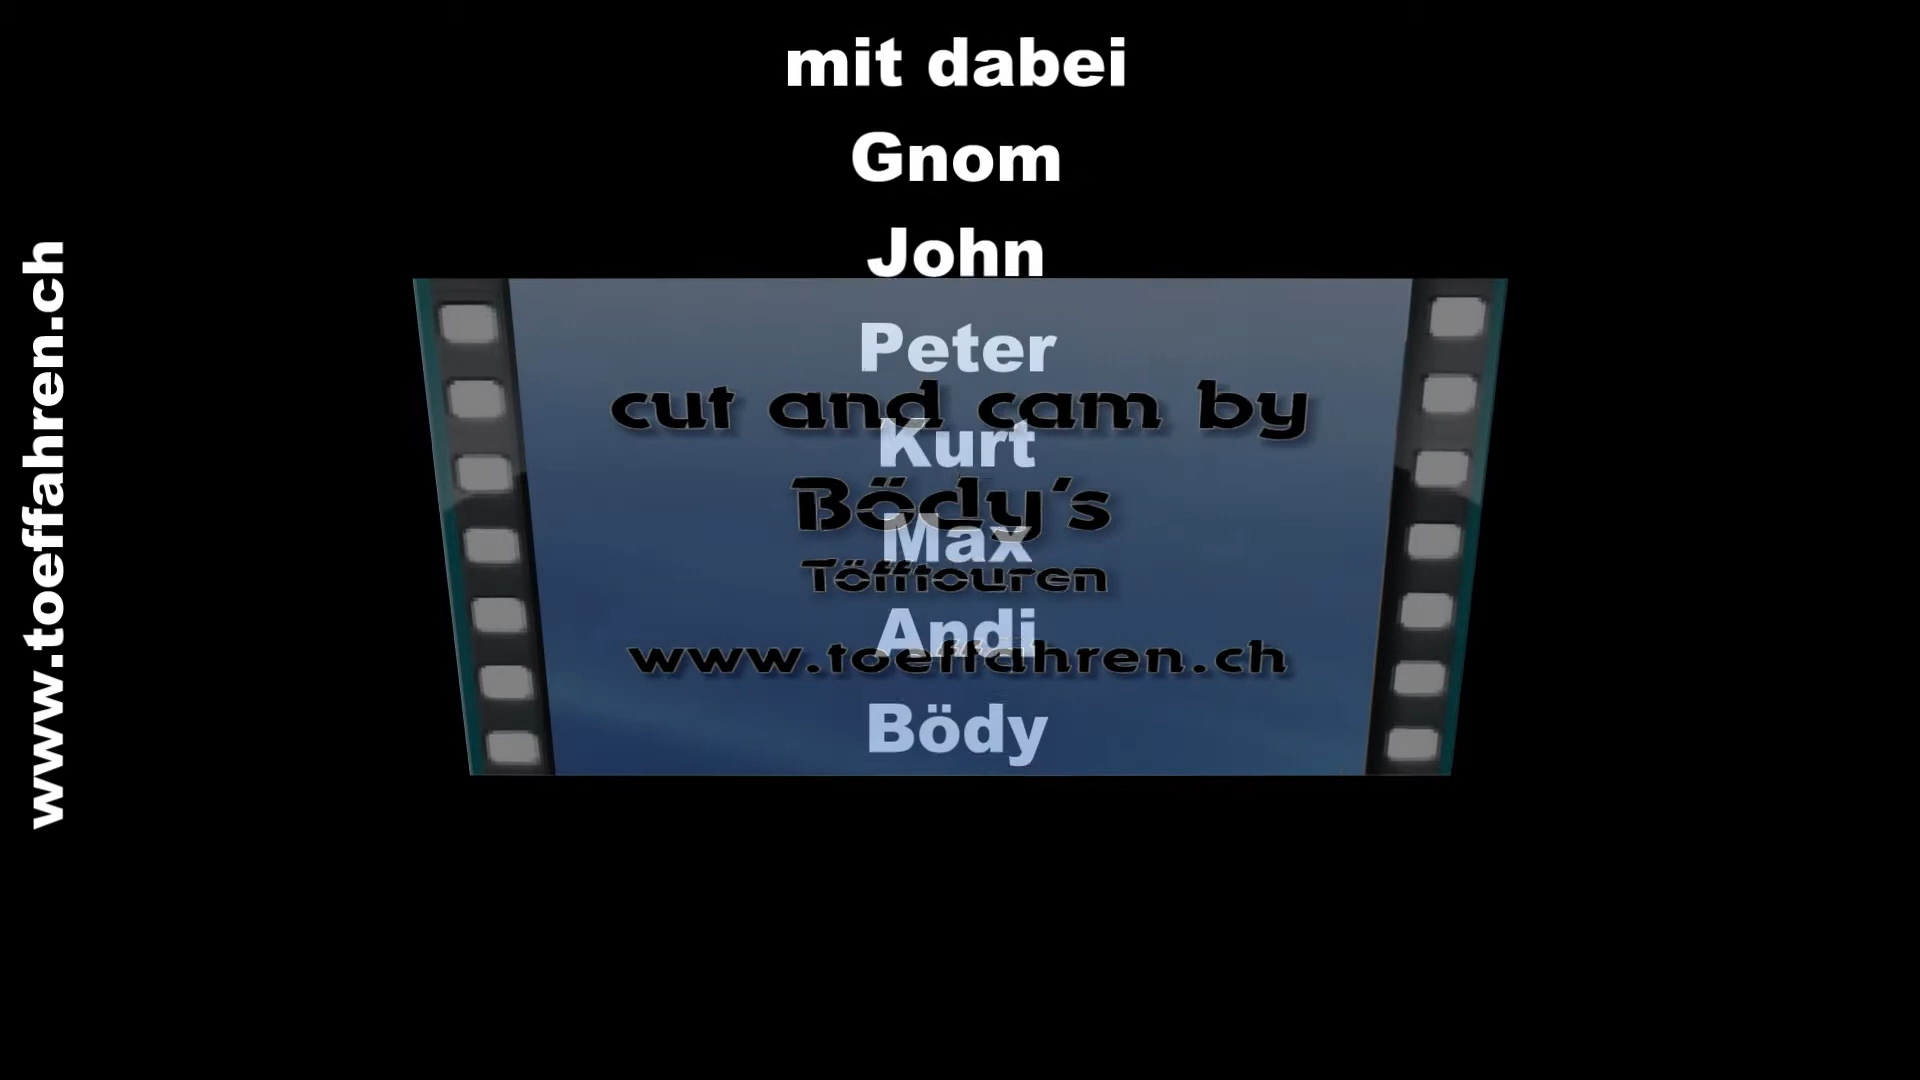 mit dabei
Gnom
John
Peter
Kurt
Max
Andi
Bödy
cut and cam by
Bödy's
Töfftouren
www.toeffahren.ch
www.toeffahren.ch